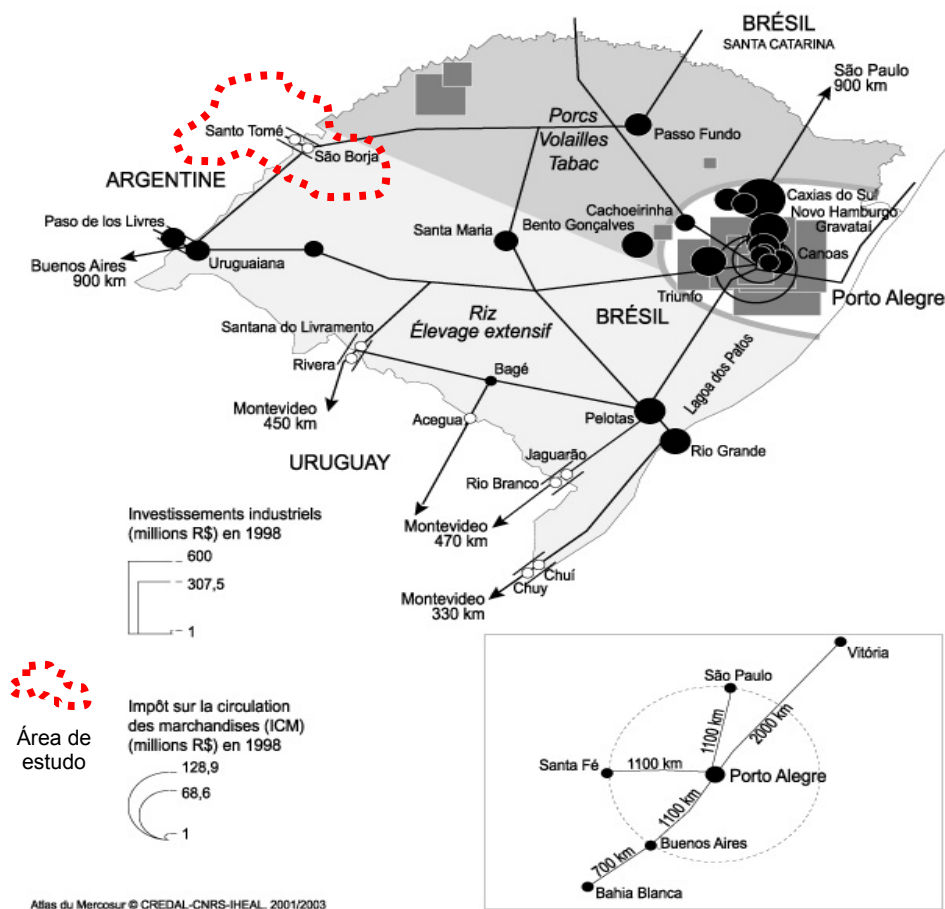 BRÉSIL
SANTA CATARINA
São Paulo
900 km
Santo Tomé
São Borja
Porcs
Volailles
Tabac
Passo Fundo
ARGENTINE
Caxias do Sul
Novo Hamburgo
Gravataí
Cachoeirinha
Paso de los Livres
Santa Maria
Bento Gonçalves
Canoas
Uruguaiana
Buenos Aires
900 km
Triunfo
Porto Alegre
Riz
Élevage extensif
BRÉSIL
Santana do Livramento
Rivera
Lagoa dos Patos
Bagé
Montevideo
450 km
Acegua
Pelotas
Rio Grande
URUGUAY
Jaguarão
Rio Branco
Montevideo
470 km
Chuí
Chuy
Montevideo
330 km
Investissements industriels
(millions R$) en 1998
600
307,5
1
Área de
estudo
Impôt sur la circulation
des marchandises (ICM)
(millions R$) en 1998
128,9
68,6
1
Vitória
São Paulo
2000 km
1100 km
Santa Fé
1100 km
Porto Alegre
1100 km
Buenos Aires
700 km
Bahia Blanca
Atlas du Mercosur © CREDAL-CNRS-IHEAL, 2001/2003